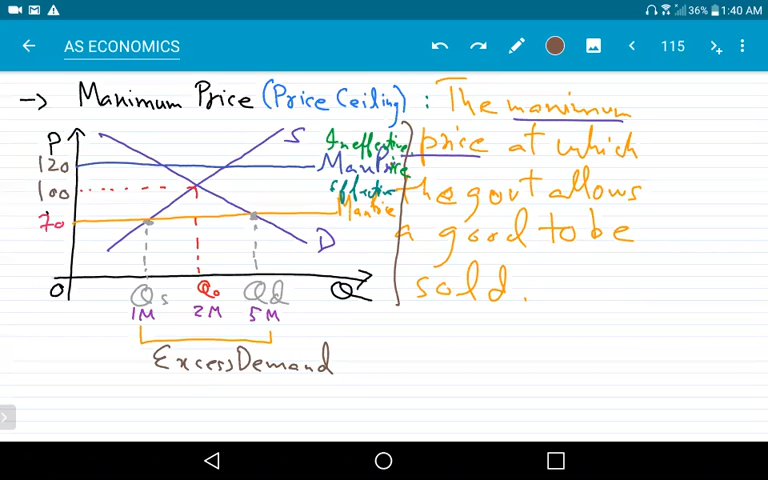 36% 1:40 AM
AS ECONOMICS
115
→ Maximum Price (Price Ceiling) : The maximum
price at which
the govt allows
a good to be
sold.
P
S
Ineffective
Max Price
120
100
Effective
Max Price
70
D
O
Qs Qo Qd Q
1M 2M 5M
Excess Demand